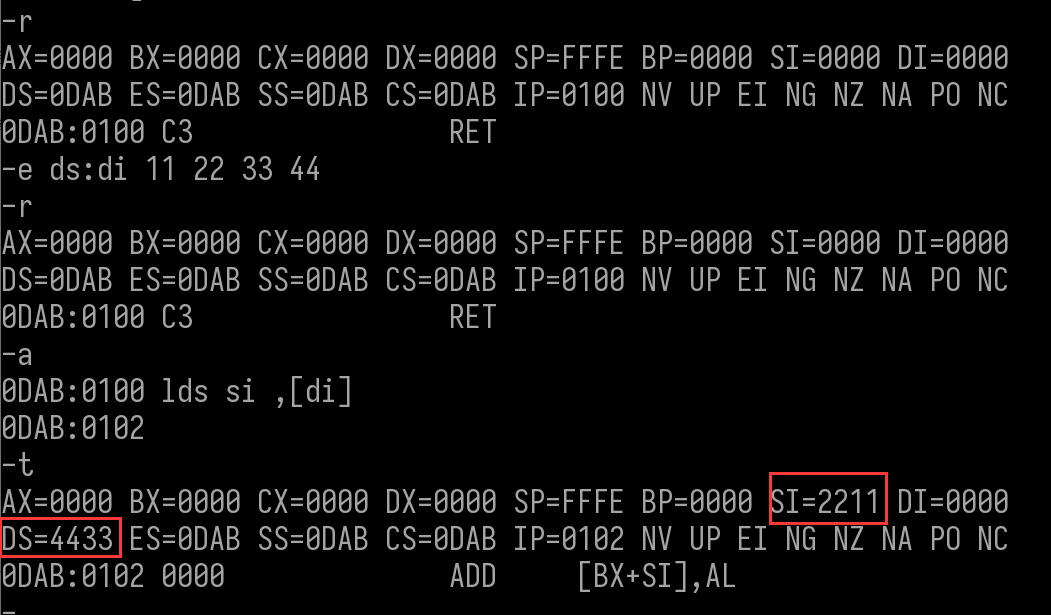 -r
AX=0000 BX=0000 CX=0000 DX=0000 SP=FFFE BP=0000 SI=0000 DI=0000
DS=0DAB ES=0DAB SS=0DAB CS=0DAB IP=0100 NV UP EI NG NZ NA PO NC
0DAB:0100 C3 RET
-e ds:di 11 22 33 44
-r
AX=0000 BX=0000 CX=0000 DX=0000 SP=FFFE BP=0000 SI=0000 DI=0000
DS=0DAB ES=0DAB SS=0DAB CS=0DAB IP=0100 NV UP EI NG NZ NA PO NC
0DAB:0100 C3 RET
-a
0DAB:0100 lds si ,[di]
0DAB:0102
-t
AX=0000 BX=0000 CX=0000 DX=0000 SP=FFFE BP=0000 SI=2211 DI=0000
DS=4433 ES=0DAB SS=0DAB CS=0DAB IP=0102 NV UP EI NG NZ NA PO NC
0DAB:0102 0000 ADD [BX+SI],AL
-